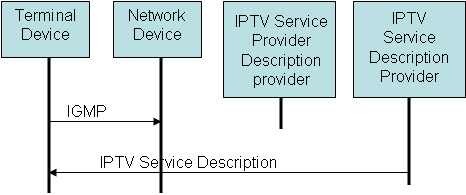 Terminal
Device
Network
Device
IPTV Service
Provider
Description
provider
IPTV
Service
Description
Provider
IGMP
IPTV Service Description